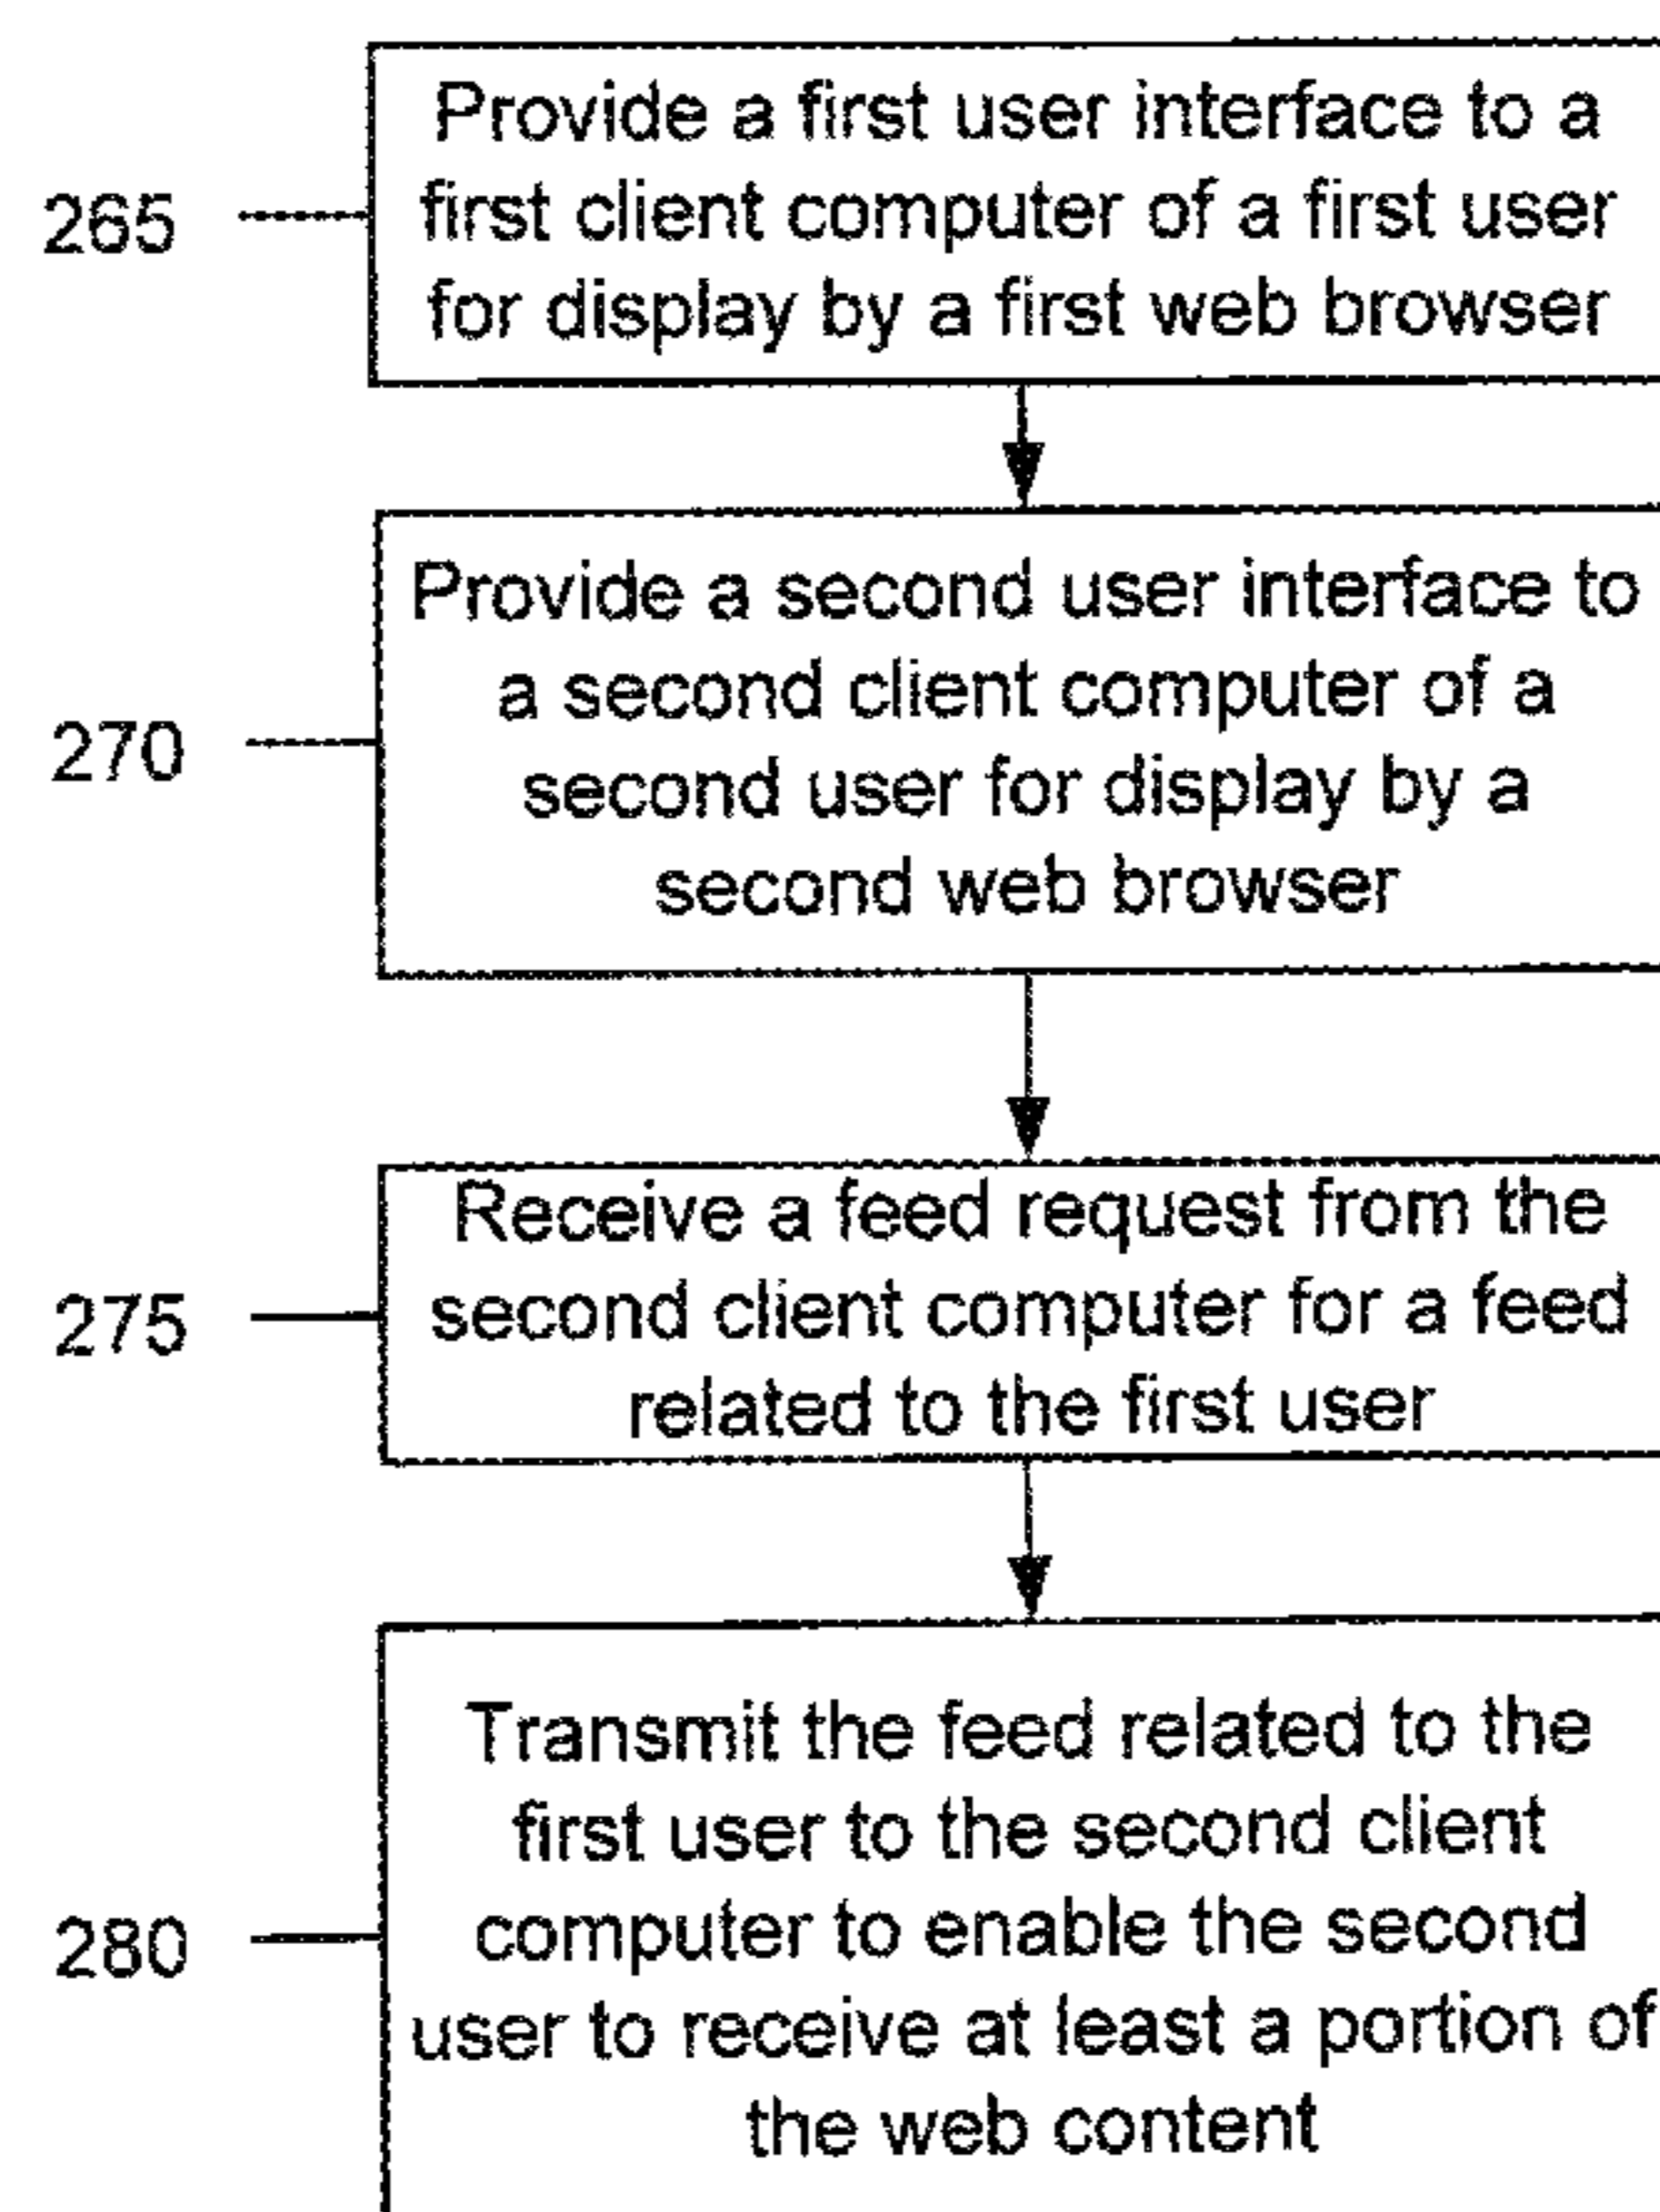 Provide a first user interface to a
265
first client computer of a first user
for display by a first web browser
Provide a second user interface to
a second client computer of a
270
second user for display by a
second web browser
Receive a feed request from the
275
second client computer for a feed
related to the first user
Transmit the feed related to the
first user to the second client
280
computer to enable the second
user to receive at least a portion of
the web content